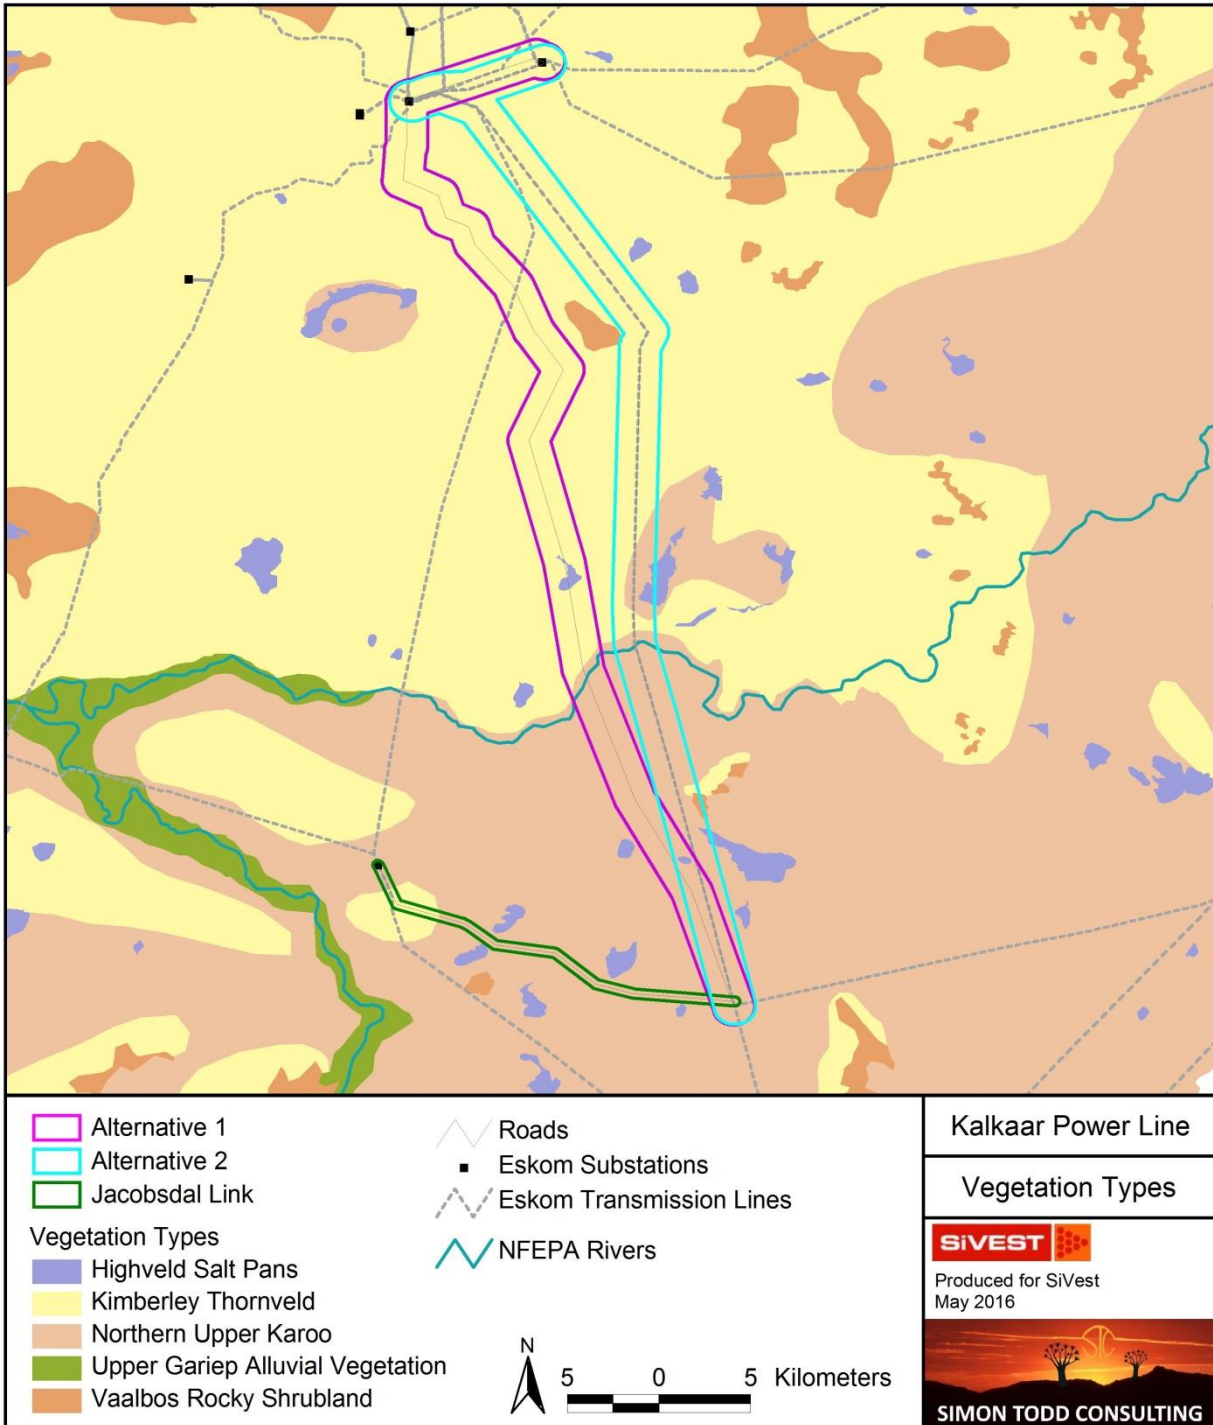 Alternative 1
Alternative 2
Jacobsdal Link
Vegetation Types
Highveld Salt Pans
Kimberley Thornveld
Northern Upper Karoo
Upper Gariep Alluvial Vegetation
Vaalbos Rocky Shrubland
Roads
Eskom Substations
Eskom Transmission Lines
NFEPA Rivers
N
5 0 5 Kilometers
Kalkaar Power Line
Vegetation Types
SiVEST
Produced for SiVest
May 2016
STC
SIMON TODD CONSULTING